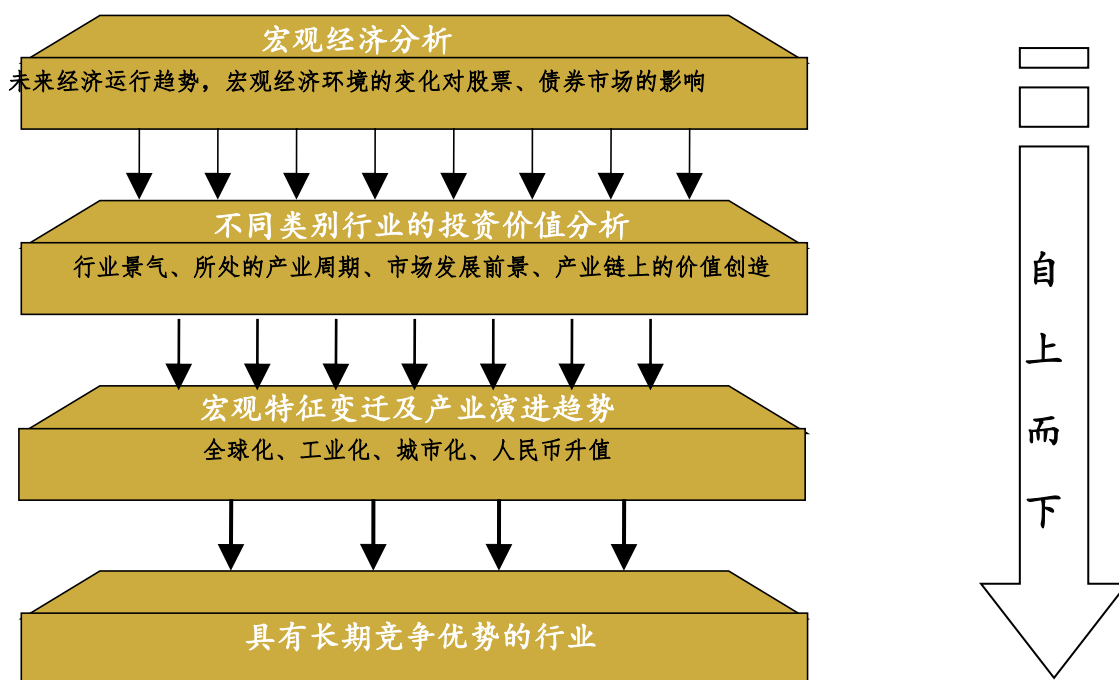 宏观经济分析
未来经济运行趋势，宏观经济环境的变化对股票、债券市场的影响
不同类别行业的投资价值分析
行业景气、所处的产业周期、市场发展前景、产业链上的价值创造
宏观特征变迁及产业演进趋势
全球化、工业化、城市化、人民币升值
具有长期竞争优势的行业
自
上
而
下